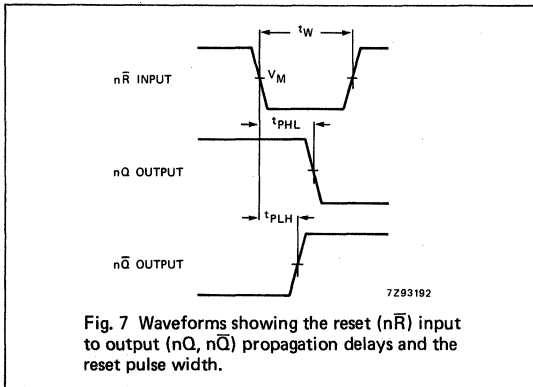 tW
nR̅ INPUT
VM
tPHL
nQ OUTPUT
tPLH
nQ̅ OUTPUT
7Z93192
Fig. 7 Waveforms showing the reset (nR̅) input
to output (nQ, nQ̅) propagation delays and the
reset pulse width.